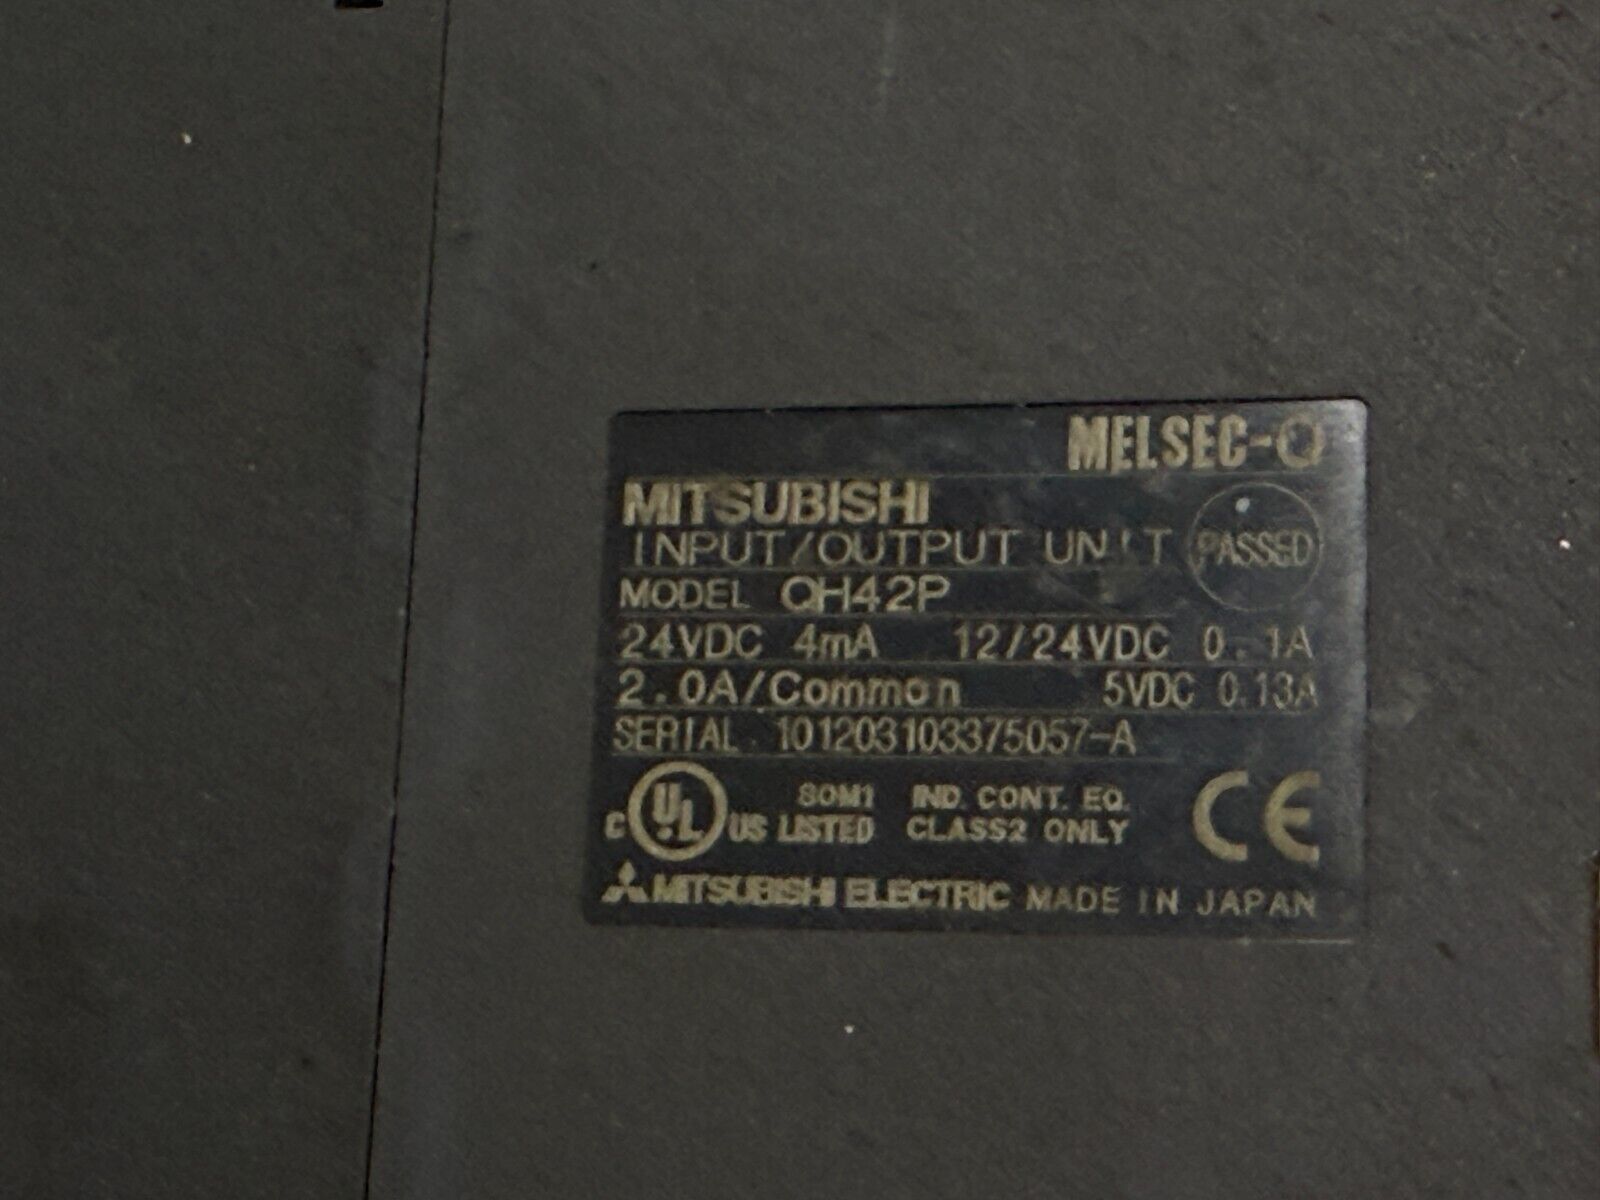 MELSEC-Q
MITSUBISHI
INPUT/OUTPUT UNIT PASSED
MODEL QH42P
24VDC 4mA 12/24VDC 0.1A
2.0A/Common 5VDC 0.13A
SERIAL 101203103375057-A
C UL US LISTED 80M1 IND. CONT. EQ. CLASS2 ONLY CE
MITSUBISHI ELECTRIC MADE IN JAPAN